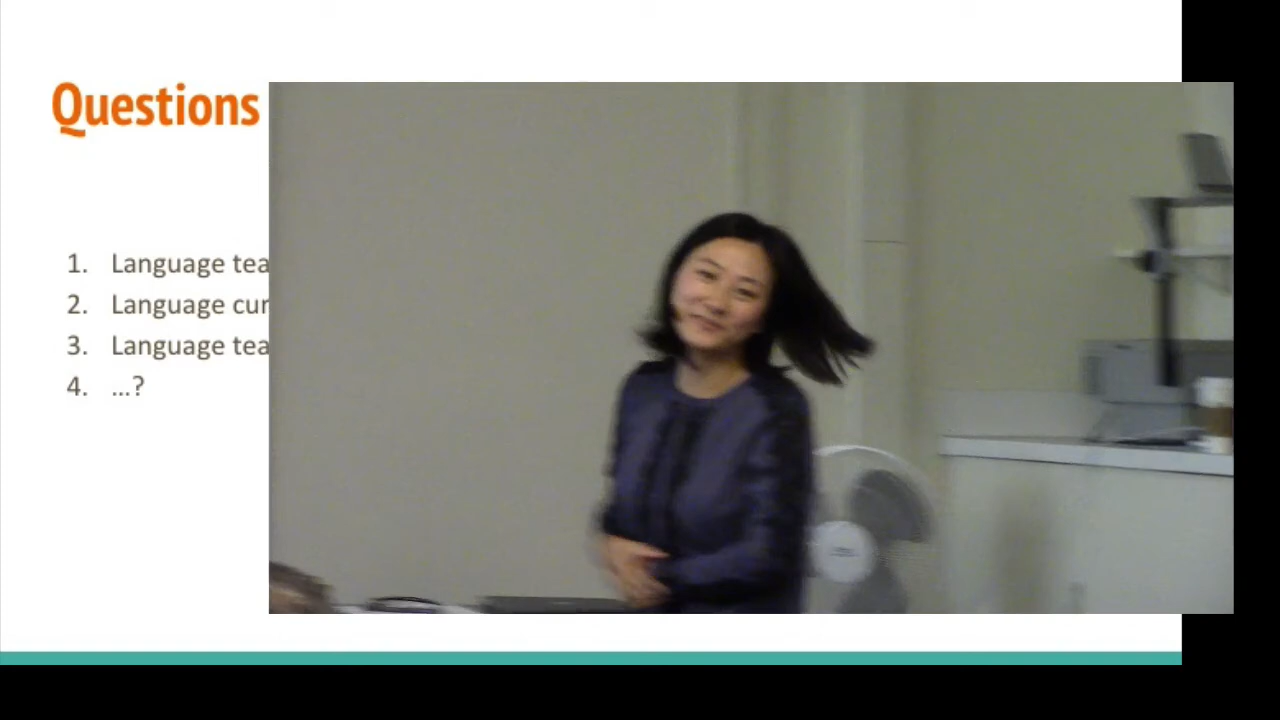 Questions
1. Language tea
2. Language cur
3. Language tea
4. ...?